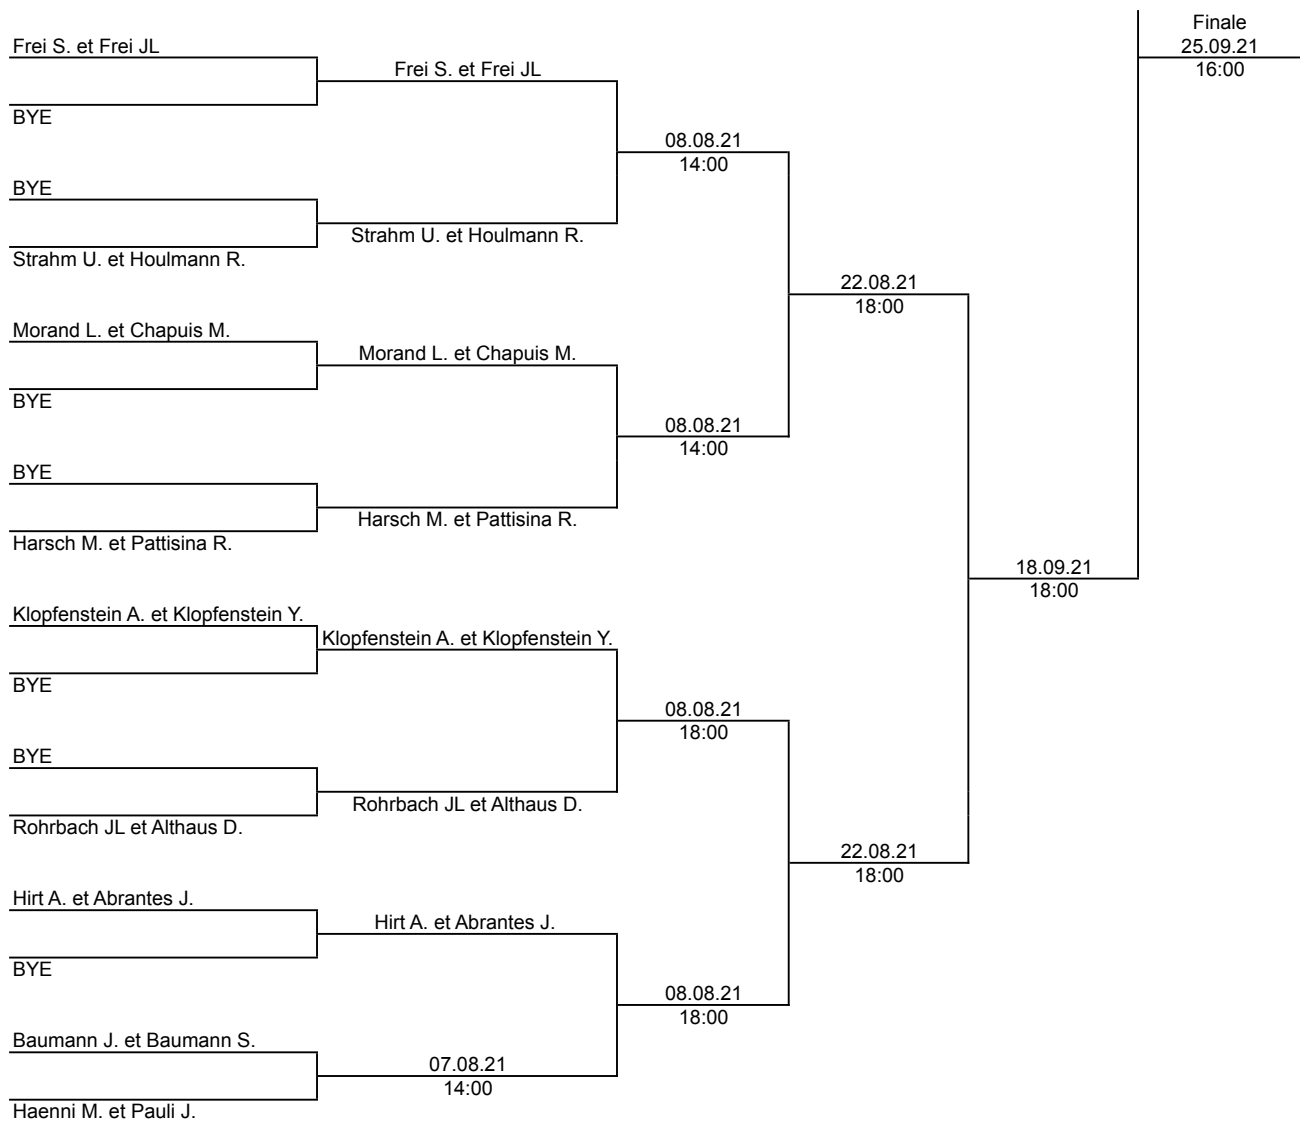 Finale
25.09.21
16:00
Frei S. et Frei JL
Frei S. et Frei JL
BYE
08.08.21
14:00
BYE
Strahm U. et Houlmann R.
Strahm U. et Houlmann R.
22.08.21
18:00
Morand L. et Chapuis M.
Morand L. et Chapuis M.
BYE
08.08.21
14:00
BYE
Harsch M. et Pattisina R.
Harsch M. et Pattisina R.
18.09.21
18:00
Klopfenstein A. et Klopfenstein Y.
Klopfenstein A. et Klopfenstein Y.
BYE
08.08.21
18:00
BYE
Rohrbach JL et Althaus D.
Rohrbach JL et Althaus D.
22.08.21
18:00
Hirt A. et Abrantes J.
Hirt A. et Abrantes J.
BYE
08.08.21
18:00
Baumann J. et Baumann S.
07.08.21
14:00
Haenni M. et Pauli J.